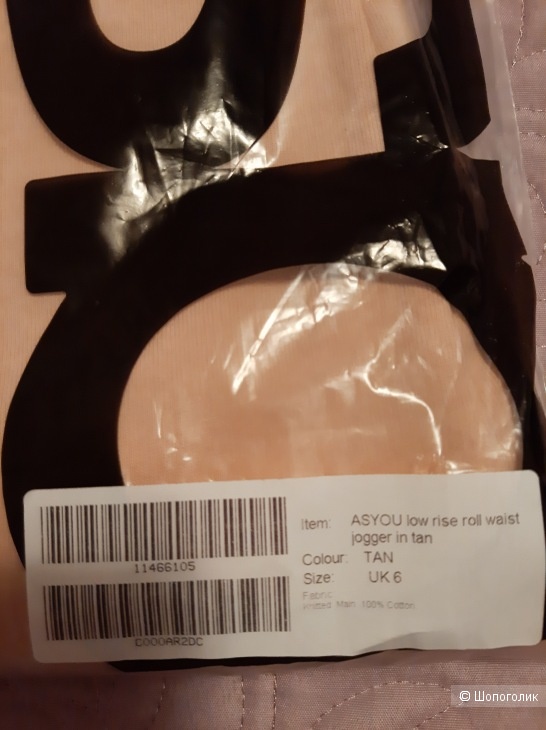 11466105
C000AR2DC
Item: ASYOU low rise roll waist
jogger in tan
Colour: TAN
Size: UK 6
Fabric
Knitted Main 100% Cotton
© Шопоголик